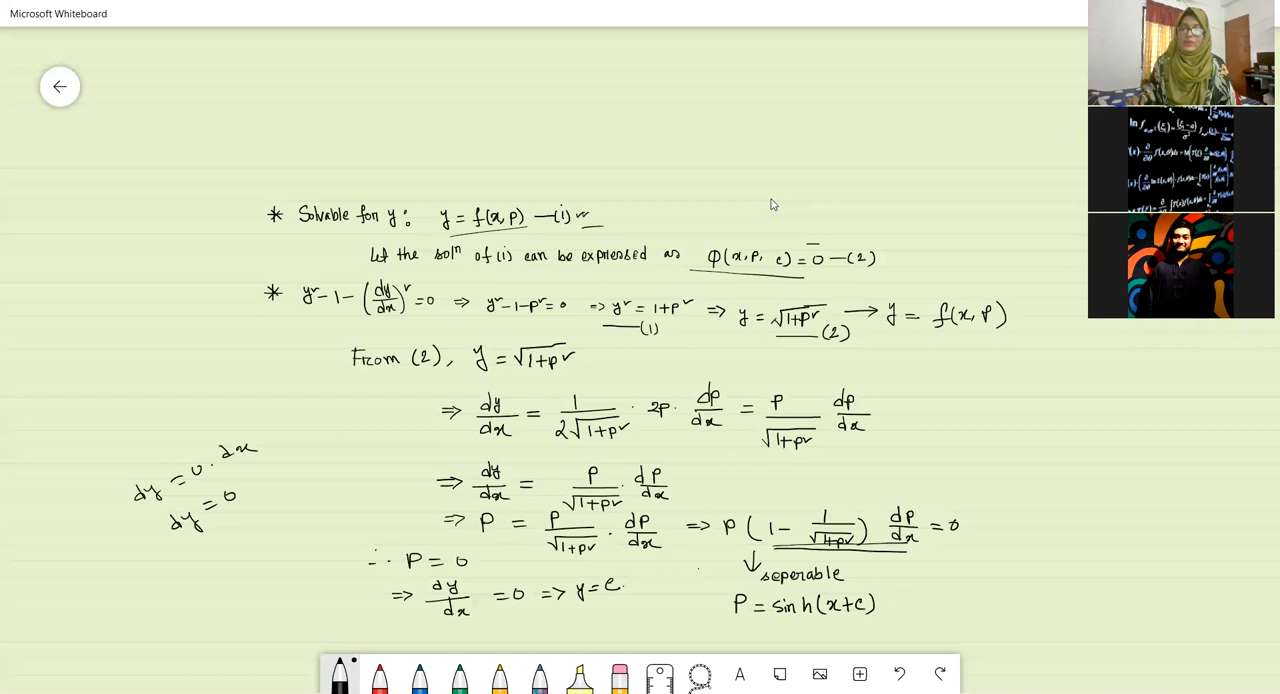 Microsoft Whiteboard
* Solvable for y: y = f(x, p) —(i)
Let the solⁿ of (i) can be expressed as φ(x, p, c) = 0 —(2)
* y² - 1 - (dy/dx)² = 0 ⇒ y² - 1 - p² = 0 ⇒ y² = 1 + p² —(1) ⇒ y = √(1+p²) —(2) → y = f(x, p)
From (2), y = √(1+p²)
⇒ dy/dx = 1/(2√(1+p²)) · 2p · dp/dx = p/√(1+p²) dp/dx
dy = 0 · dx
dy = 0
⇒ dy/dx = p/√(1+p²) · dp/dx
⇒ p = p/√(1+p²) · dp/dx ⇒ p (1 - 1/√(1+p²)) dp/dx = 0
∴ p = 0
↓ seperable
⇒ dy/dx = 0 ⇒ y = c.
p = sinh(x+c)
A